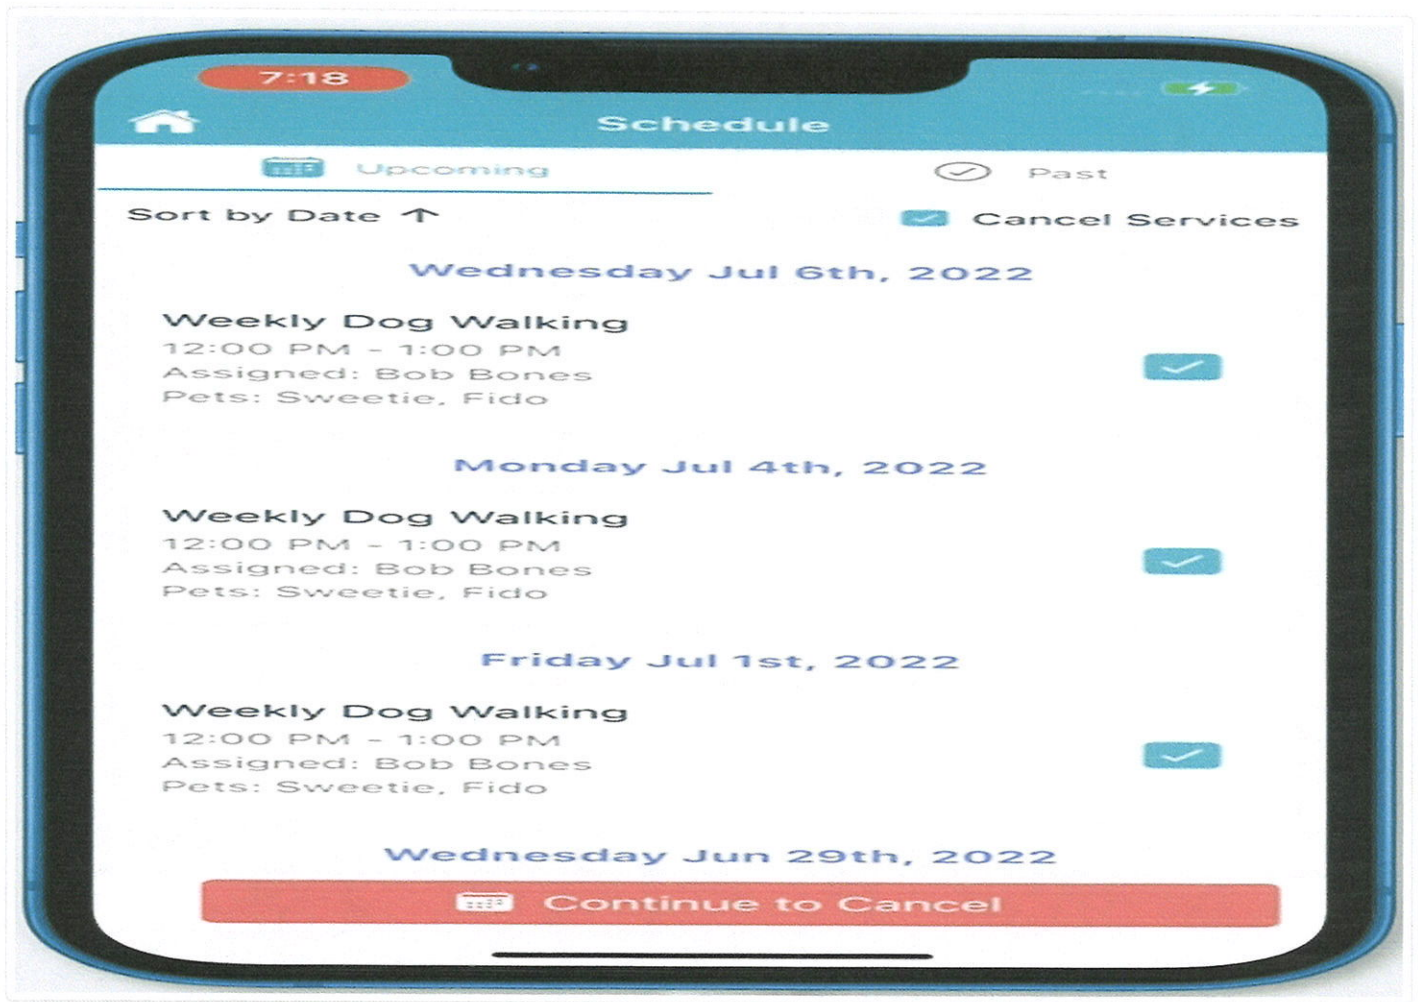 7:18
Schedule
Upcoming
Past
Sort by Date ↑
Cancel Services
Wednesday Jul 6th, 2022
Weekly Dog Walking
12:00 PM - 1:00 PM
Assigned: Bob Bones
Pets: Sweetie, Fido
Monday Jul 4th, 2022
Weekly Dog Walking
12:00 PM - 1:00 PM
Assigned: Bob Bones
Pets: Sweetie, Fido
Friday Jul 1st, 2022
Weekly Dog Walking
12:00 PM - 1:00 PM
Assigned: Bob Bones
Pets: Sweetie, Fido
Wednesday Jun 29th, 2022
Continue to Cancel